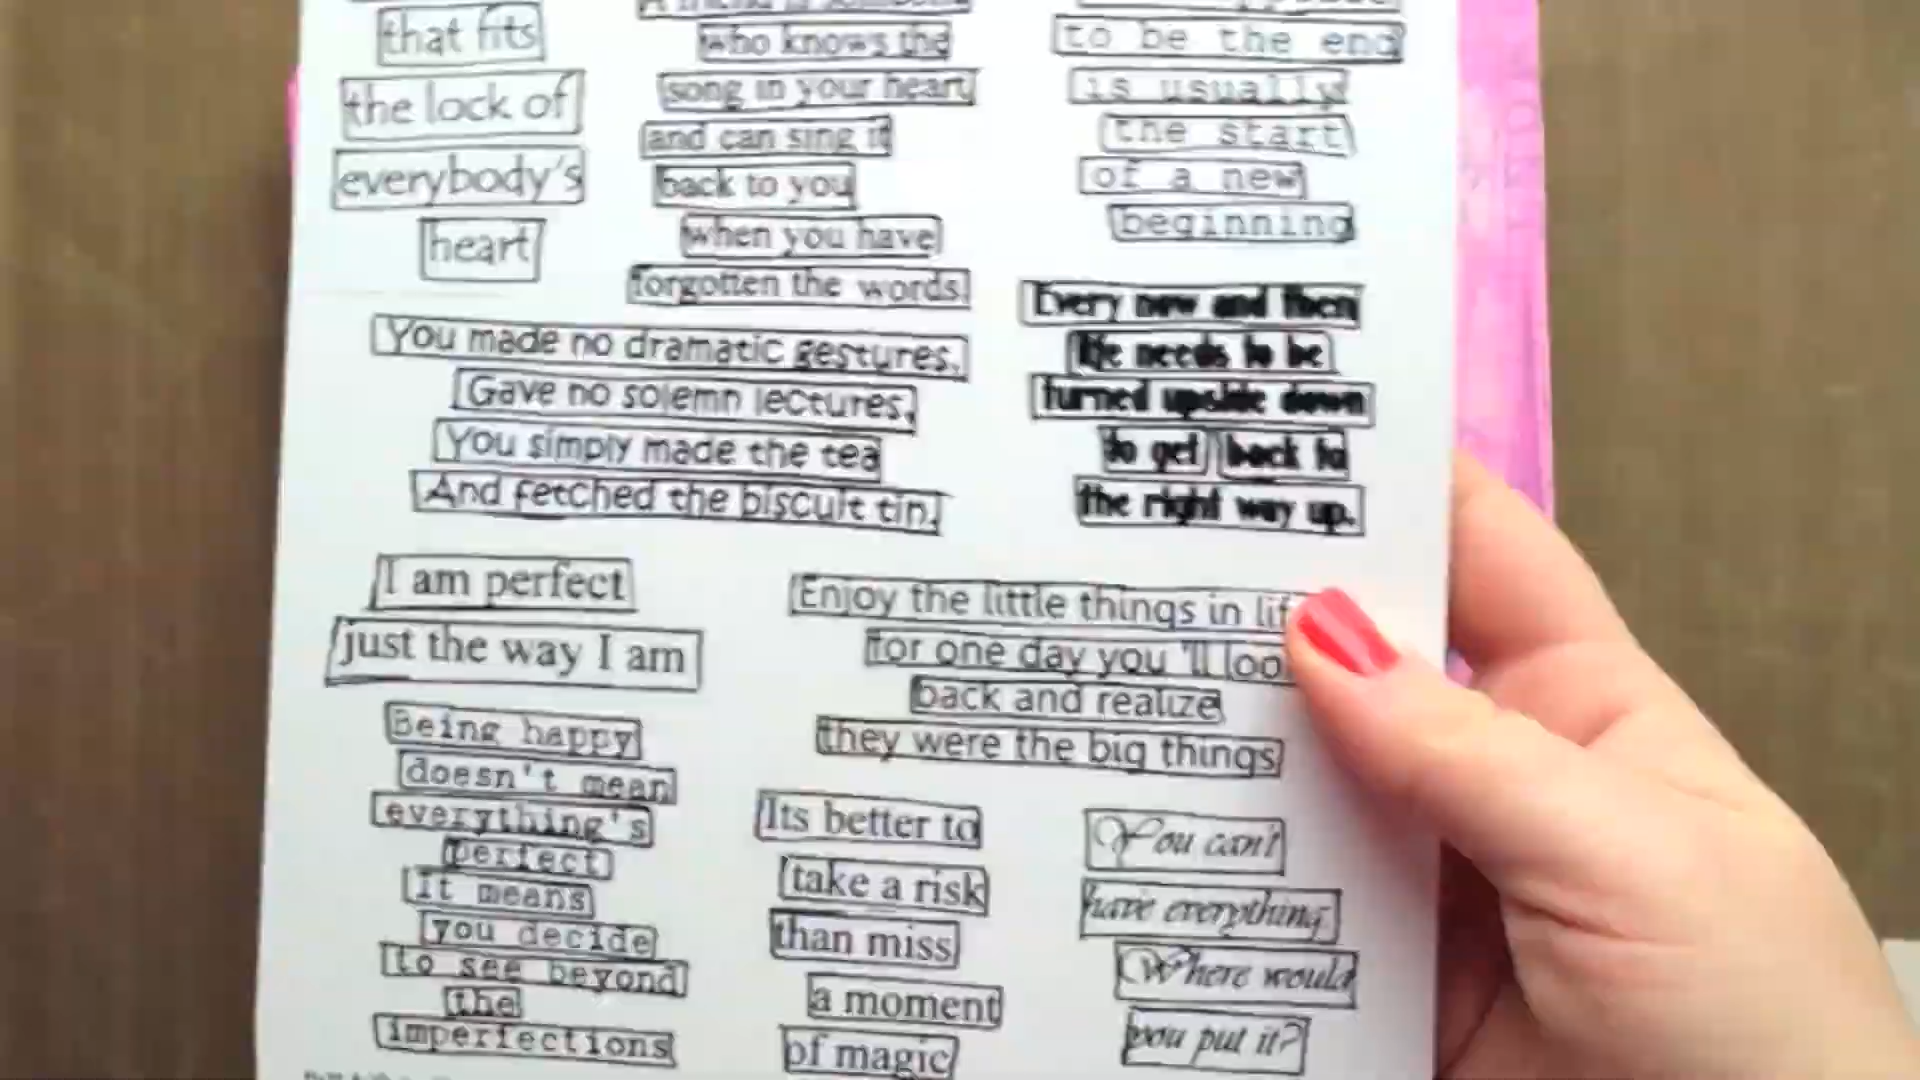 that fits
the lock of
everybody's
heart
who knows the
song in your heart
and can sing it
back to you
when you have
forgotten the words.
to be the end
is usually
the start
of a new
beginning
You made no dramatic gestures,
Gave no solemn lectures,
You simply made the tea
And fetched the biscuit tin.
Every now and then
life needs to be
turned upside down
to get back to
the right way up.
I am perfect
just the way I am
Enjoy the little things in
for one day you 'll
back and realize
they were the big things
Being happy
doesn't mean
everything's
perfect
it means
you decide
to see beyond
the
imperfections
Its better to
take a risk
than miss
a moment
of magic
You can't
have everything.
Where would
you put it?